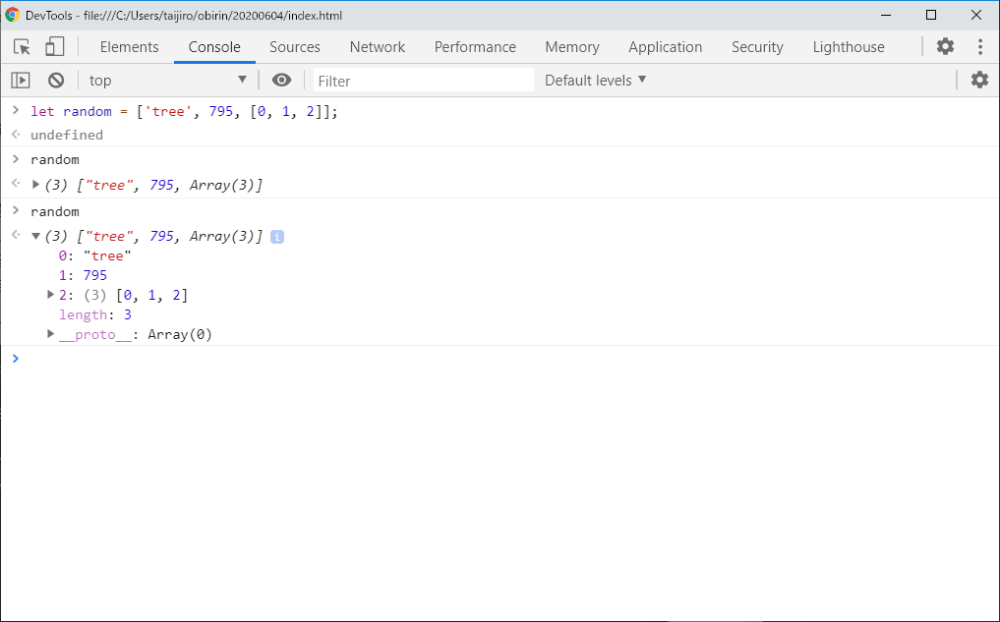 DevTools - file:///C:/Users/taijiro/obirin/20200604/index.html
Elements Console Sources Network Performance Memory Application Security Lighthouse
top Filter Default levels
let random = ['tree', 795, [0, 1, 2]];
undefined
random
(3) ["tree", 795, Array(3)]
random
(3) ["tree", 795, Array(3)] i
0: "tree"
1: 795
2: (3) [0, 1, 2]
length: 3
__proto__: Array(0)